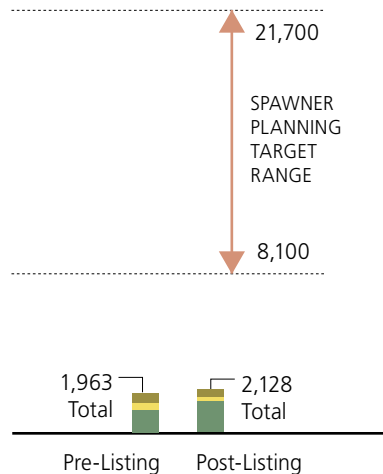 21,700
SPAWNER
PLANNING
TARGET
RANGE
8,100
1,963
Total
2,128
Total
Pre-Listing
Post-Listing